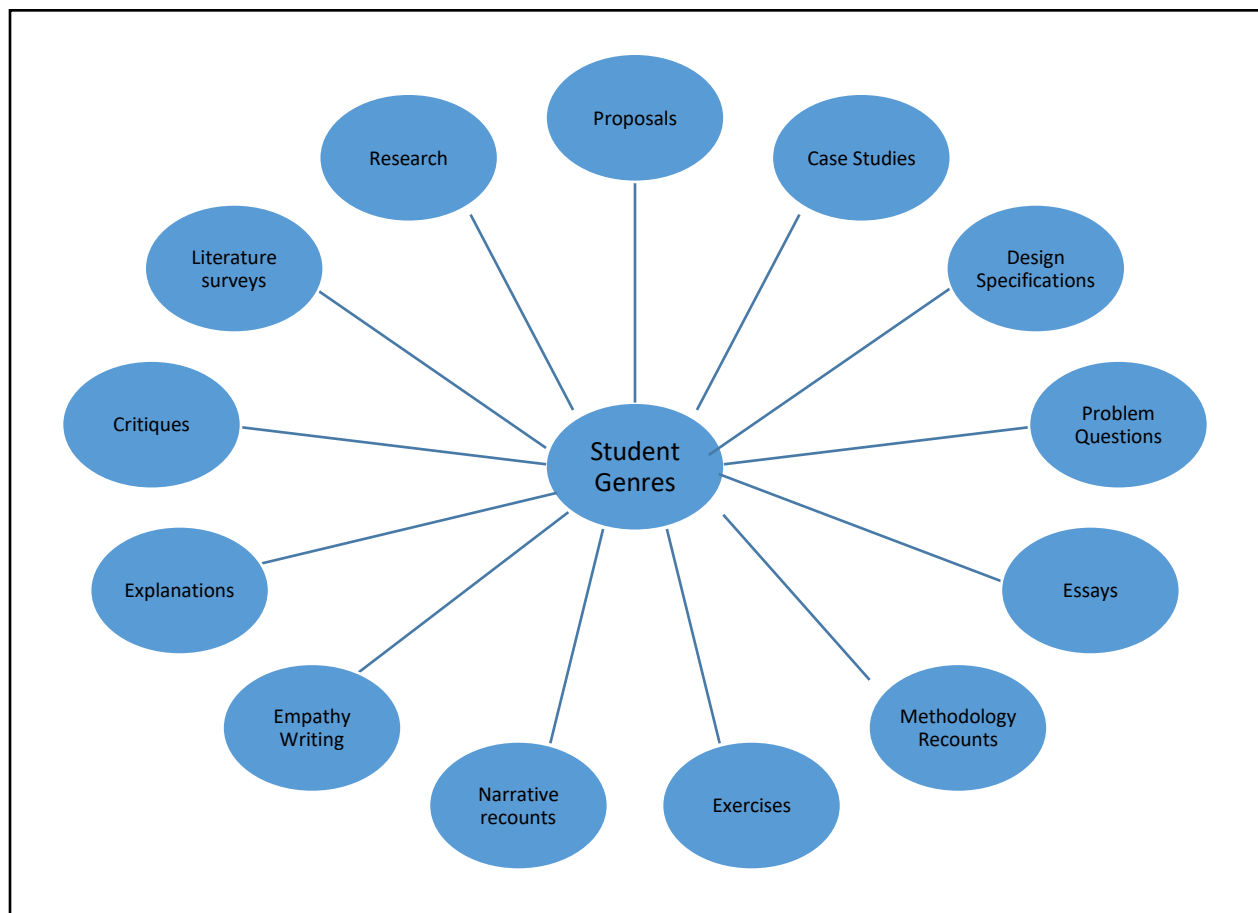 Proposals
Research
Case Studies
Literature
surveys
Design
Specifications
Critiques
Problem
Questions
Student
Genres
Explanations
Essays
Empathy
Writing
Methodology
Recounts
Narrative
recounts
Exercises